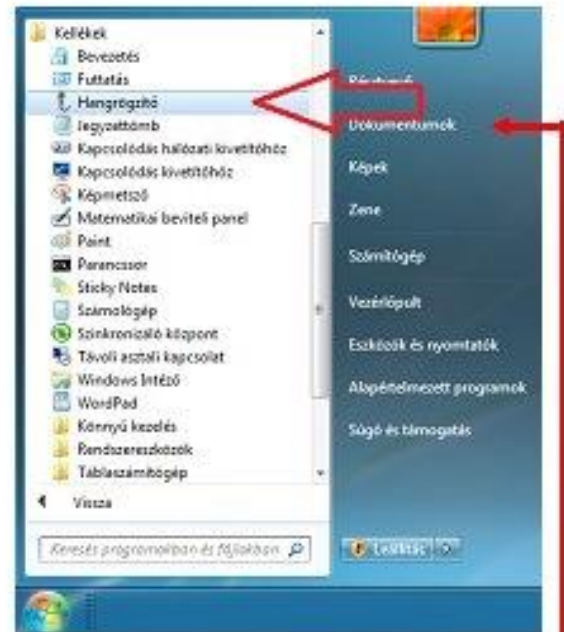 Kellékek
Bevezetés
Futtatás
Hangrögzítő
Jegyzettömb
Kapcsolódás hálózati kivetítőhöz
Kapcsolódás kivetítőhöz
Képmetsző
Matematikai beviteli panel
Paint
Parancssor
Sticky Notes
Számológép
Szinkronizáló központ
Távoli asztali kapcsolat
Windows Intéző
WordPad
Könnyű kezelés
Rendszereszközök
Táblaszámítógép
Vissza
Keresés programokban és fájlokban
Dokumentumok
Képek
Zene
Számítógép
Vezérlőpult
Eszközök és nyomtatók
Alapértelmezett programok
Súgó és támogatás
Leállítás